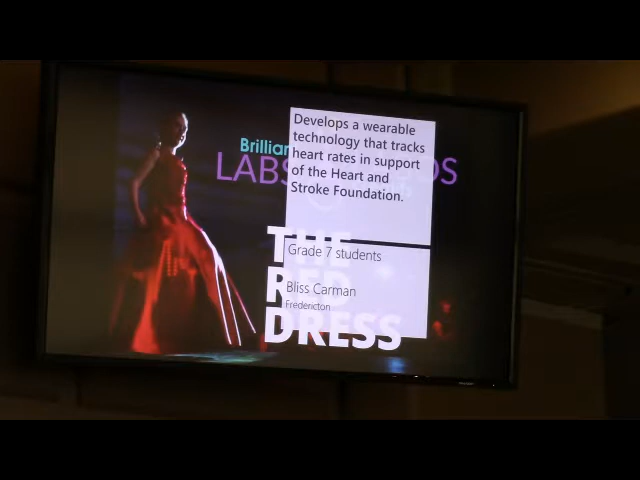 Develops a wearable
technology that tracks
heart rates in support
of the Heart and
Stroke Foundation.
Brillian
LABS
OS
THE
RED
DRESS
Grade 7 students
Bliss Carman
Fredericton